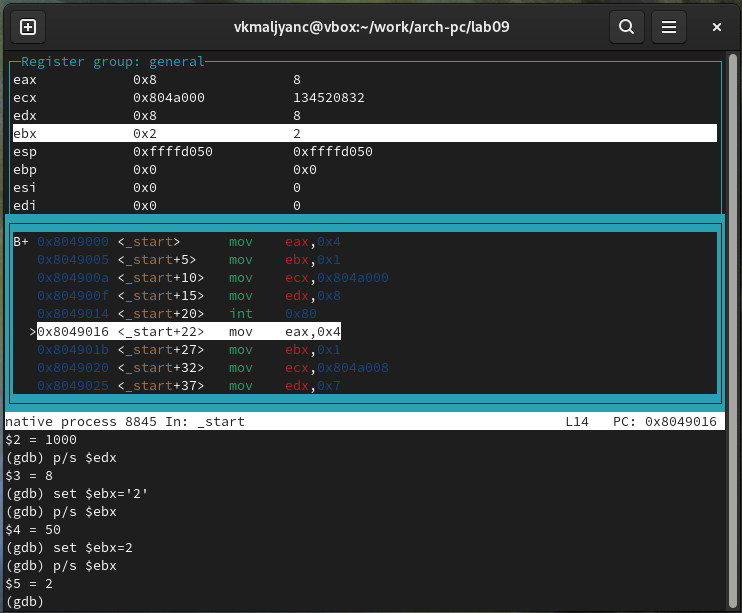 vkmaljyanc@vbox:~/work/arch-pc/lab09
Register group: general
eax 0x8 8
ecx 0x804a000 134520832
edx 0x8 8
ebx 0x2 2
esp 0xffffd050 0xffffd050
ebp 0x0 0x0
esi 0x0 0
edi 0x0 0
B+ 0x8049000 <_start> mov eax,0x4
0x8049005 <_start+5> mov ebx,0x1
0x804900a <_start+10> mov ecx,0x804a000
0x804900f <_start+15> mov edx,0x8
0x8049014 <_start+20> int 0x80
>0x8049016 <_start+22> mov eax,0x4
0x804901b <_start+27> mov ebx,0x1
0x8049020 <_start+32> mov ecx,0x804a008
0x8049025 <_start+37> mov edx,0x7
native process 8845 In: _start L14 PC: 0x8049016
$2 = 1000
(gdb) p/s $edx
$3 = 8
(gdb) set $ebx='2'
(gdb) p/s $ebx
$4 = 50
(gdb) set $ebx=2
(gdb) p/s $ebx
$5 = 2
(gdb)